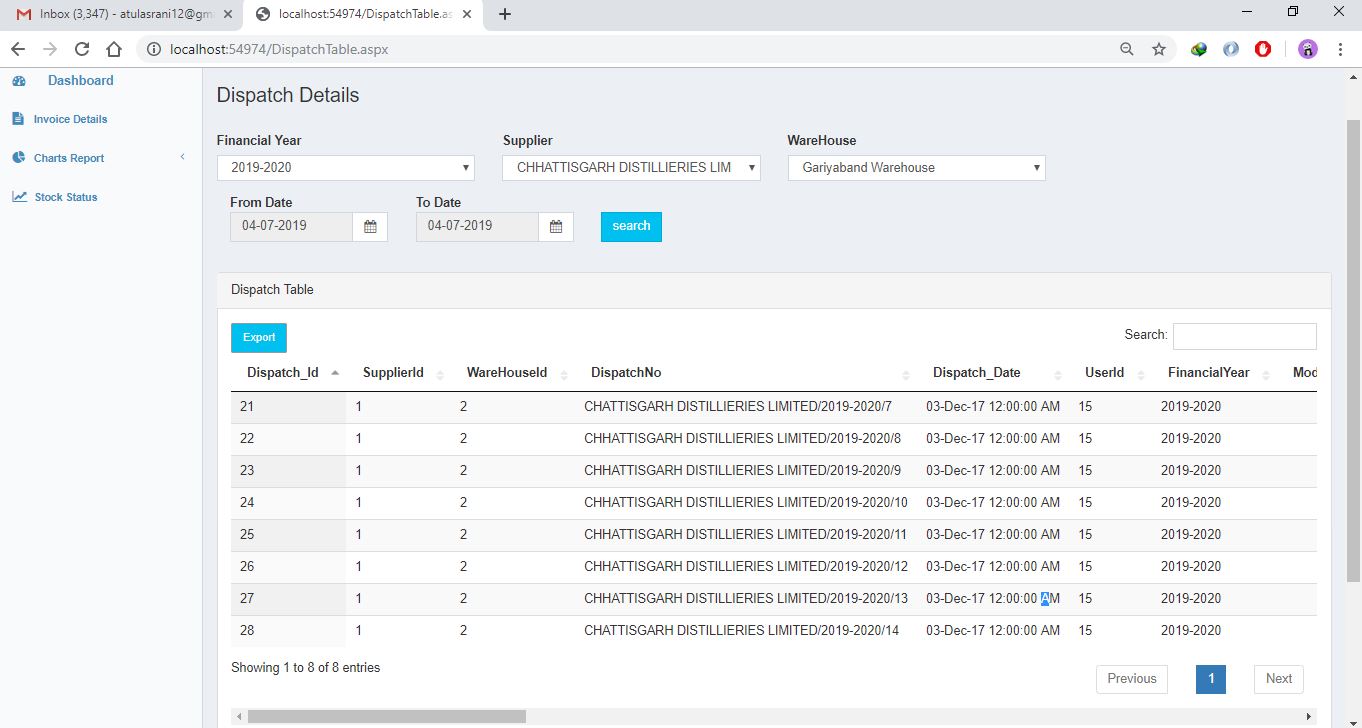 Inbox (3,347) - atulasrani12@gm
localhost:54974/DispatchTable.as
localhost:54974/DispatchTable.aspx
Dashboard
Invoice Details
Charts Report
Stock Status
Dispatch Details
Financial Year Supplier WareHouse
2019-2020 CHHATTISGARH DISTILLIERIES LIM Gariyaband Warehouse
From Date To Date
04-07-2019 04-07-2019 search
Dispatch Table
Export Search:
Dispatch_Id SupplierId WareHouseId DispatchNo Dispatch_Date UserId FinancialYear Mod
21 1 2 CHATTISGARH DISTILLIERIES LIMITED/2019-2020/7 03-Dec-17 12:00:00 AM 15 2019-2020
22 1 2 CHHATTISGARH DISTILLIERIES LIMITED/2019-2020/8 03-Dec-17 12:00:00 AM 15 2019-2020
23 1 2 CHHATTISGARH DISTILLIERIES LIMITED/2019-2020/9 03-Dec-17 12:00:00 AM 15 2019-2020
24 1 2 CHHATTISGARH DISTILLIERIES LIMITED/2019-2020/10 03-Dec-17 12:00:00 AM 15 2019-2020
25 1 2 CHHATTISGARH DISTILLIERIES LIMITED/2019-2020/11 03-Dec-17 12:00:00 AM 15 2019-2020
26 1 2 CHHATTISGARH DISTILLIERIES LIMITED/2019-2020/12 03-Dec-17 12:00:00 AM 15 2019-2020
27 1 2 CHHATTISGARH DISTILLIERIES LIMITED/2019-2020/13 03-Dec-17 12:00:00 AM 15 2019-2020
28 1 2 CHATTISGARH DISTILLIERIES LIMITED/2019-2020/14 03-Dec-17 12:00:00 AM 15 2019-2020
Showing 1 to 8 of 8 entries
Previous 1 Next